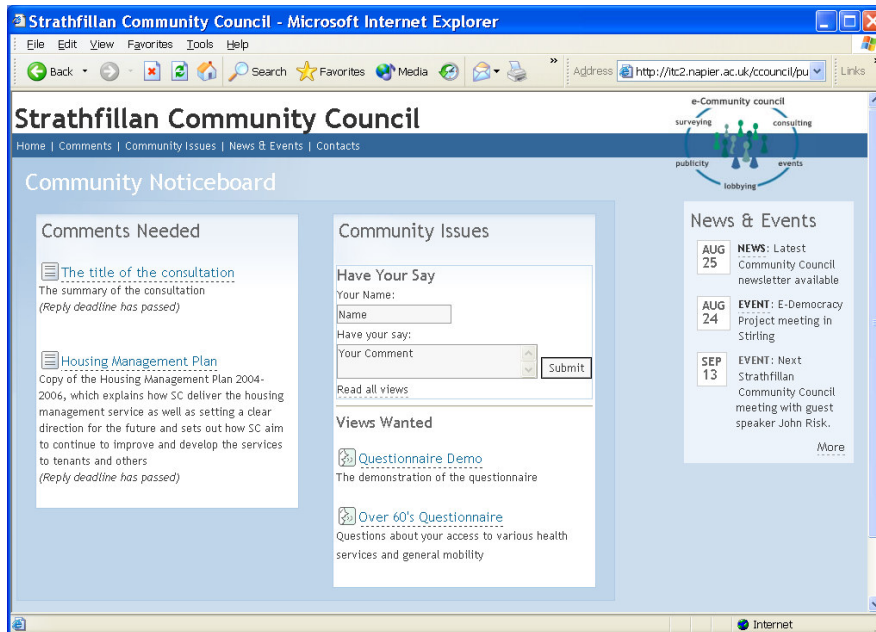 Strathfillan Community Council - Microsoft Internet Explorer
File Edit View Favorites Tools Help
Back Search Favorites Media » Address http://itc2.napier.ac.uk/ccouncil/pu Links »
Strathfillan Community Council
e-Community council
surveying consulting
publicity events
lobbying
Home | Comments | Community Issues | News & Events | Contacts
Community Noticeboard
Comments Needed
The title of the consultation
The summary of the consultation
(Reply deadline has passed)
Housing Management Plan
Copy of the Housing Management Plan 2004-
2006, which explains how SC deliver the housing
management service as well as setting a clear
direction for the future and sets out how SC aim
to continue to improve and develop the services
to tenants and others
(Reply deadline has passed)
Community Issues
Have Your Say
Your Name:
Name
Have your say:
Your Comment
Submit
Read all views
Views Wanted
Questionnaire Demo
The demonstration of the questionnaire
Over 60's Questionnaire
Questions about your access to various health
services and general mobility
News & Events
AUG 25 NEWS: Latest
Community Council
newsletter available
AUG 24 EVENT: E-Democracy
Project meeting in
Stirling
SEP 13 EVENT: Next
Strathfillan
Community Council
meeting with guest
speaker John Risk.
More
Internet